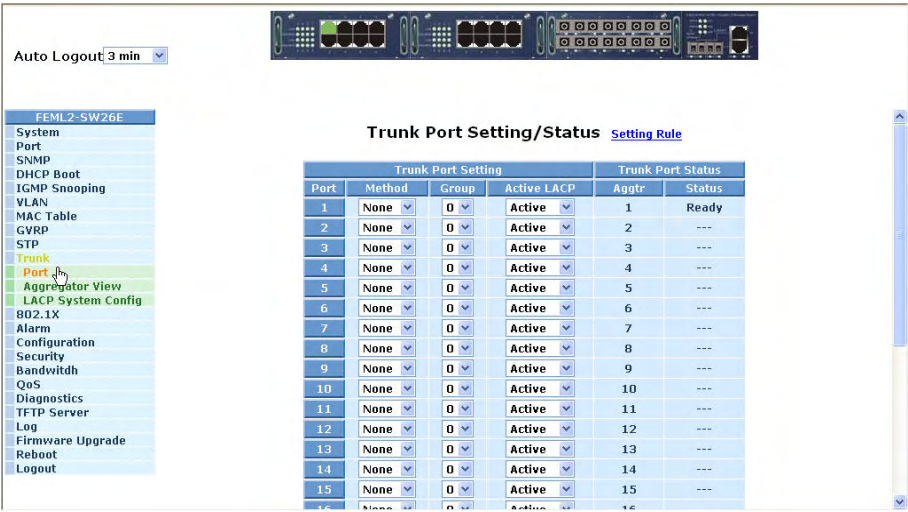 Auto Logout 3 min
FEML2-SW26E
System
Port
SNMP
DHCP Boot
IGMP Snooping
VLAN
MAC Table
GVRP
STP
Trunk
Port
Aggregator View
LACP System Config
802.1X
Alarm
Configuration
Security
Bandwitdh
QoS
Diagnostics
TFTP Server
Log
Firmware Upgrade
Reboot
Logout
Trunk Port Setting/Status Setting Rule
Trunk Port Setting Trunk Port Status
Port Method Group Active LACP Aggtr Status
1 None 0 Active 1 Ready
2 None 0 Active 2 ---
3 None 0 Active 3 ---
4 None 0 Active 4 ---
5 None 0 Active 5 ---
6 None 0 Active 6 ---
7 None 0 Active 7 ---
8 None 0 Active 8 ---
9 None 0 Active 9 ---
10 None 0 Active 10 ---
11 None 0 Active 11 ---
12 None 0 Active 12 ---
13 None 0 Active 13 ---
14 None 0 Active 14 ---
15 None 0 Active 15 ---
16 None 0 Active 16 ---